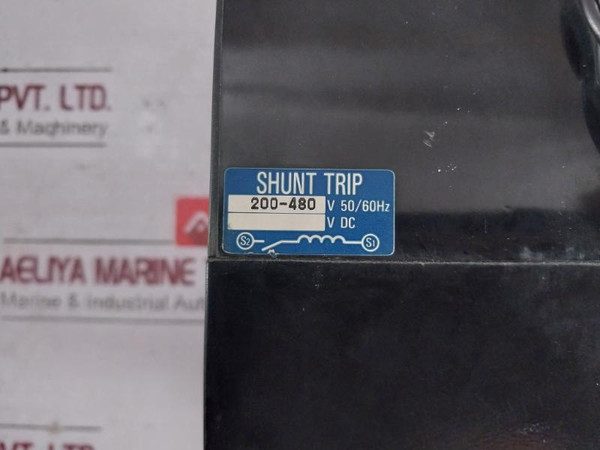 PVT. LTD.
& Maqhinery
SHUNT TRIP
200-480 V 50/60Hz
V DC
S2 S1
AELIYA MARINE
Marine & Industrial Aut